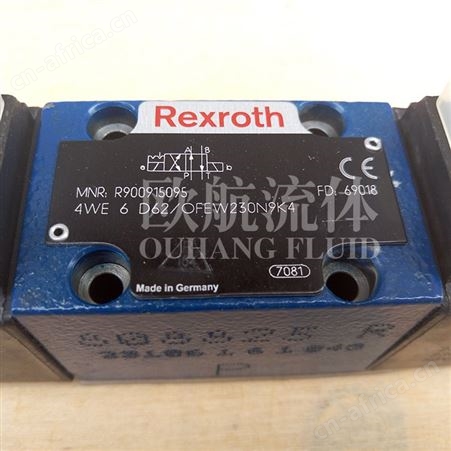 Rexroth
A B
a b
P T
MNR: R900915095
FD: 69018
CE
4WE 6 D62/OFEW230N9K4
欧航流体
OUHANG FLUID
7081
Made in Germany